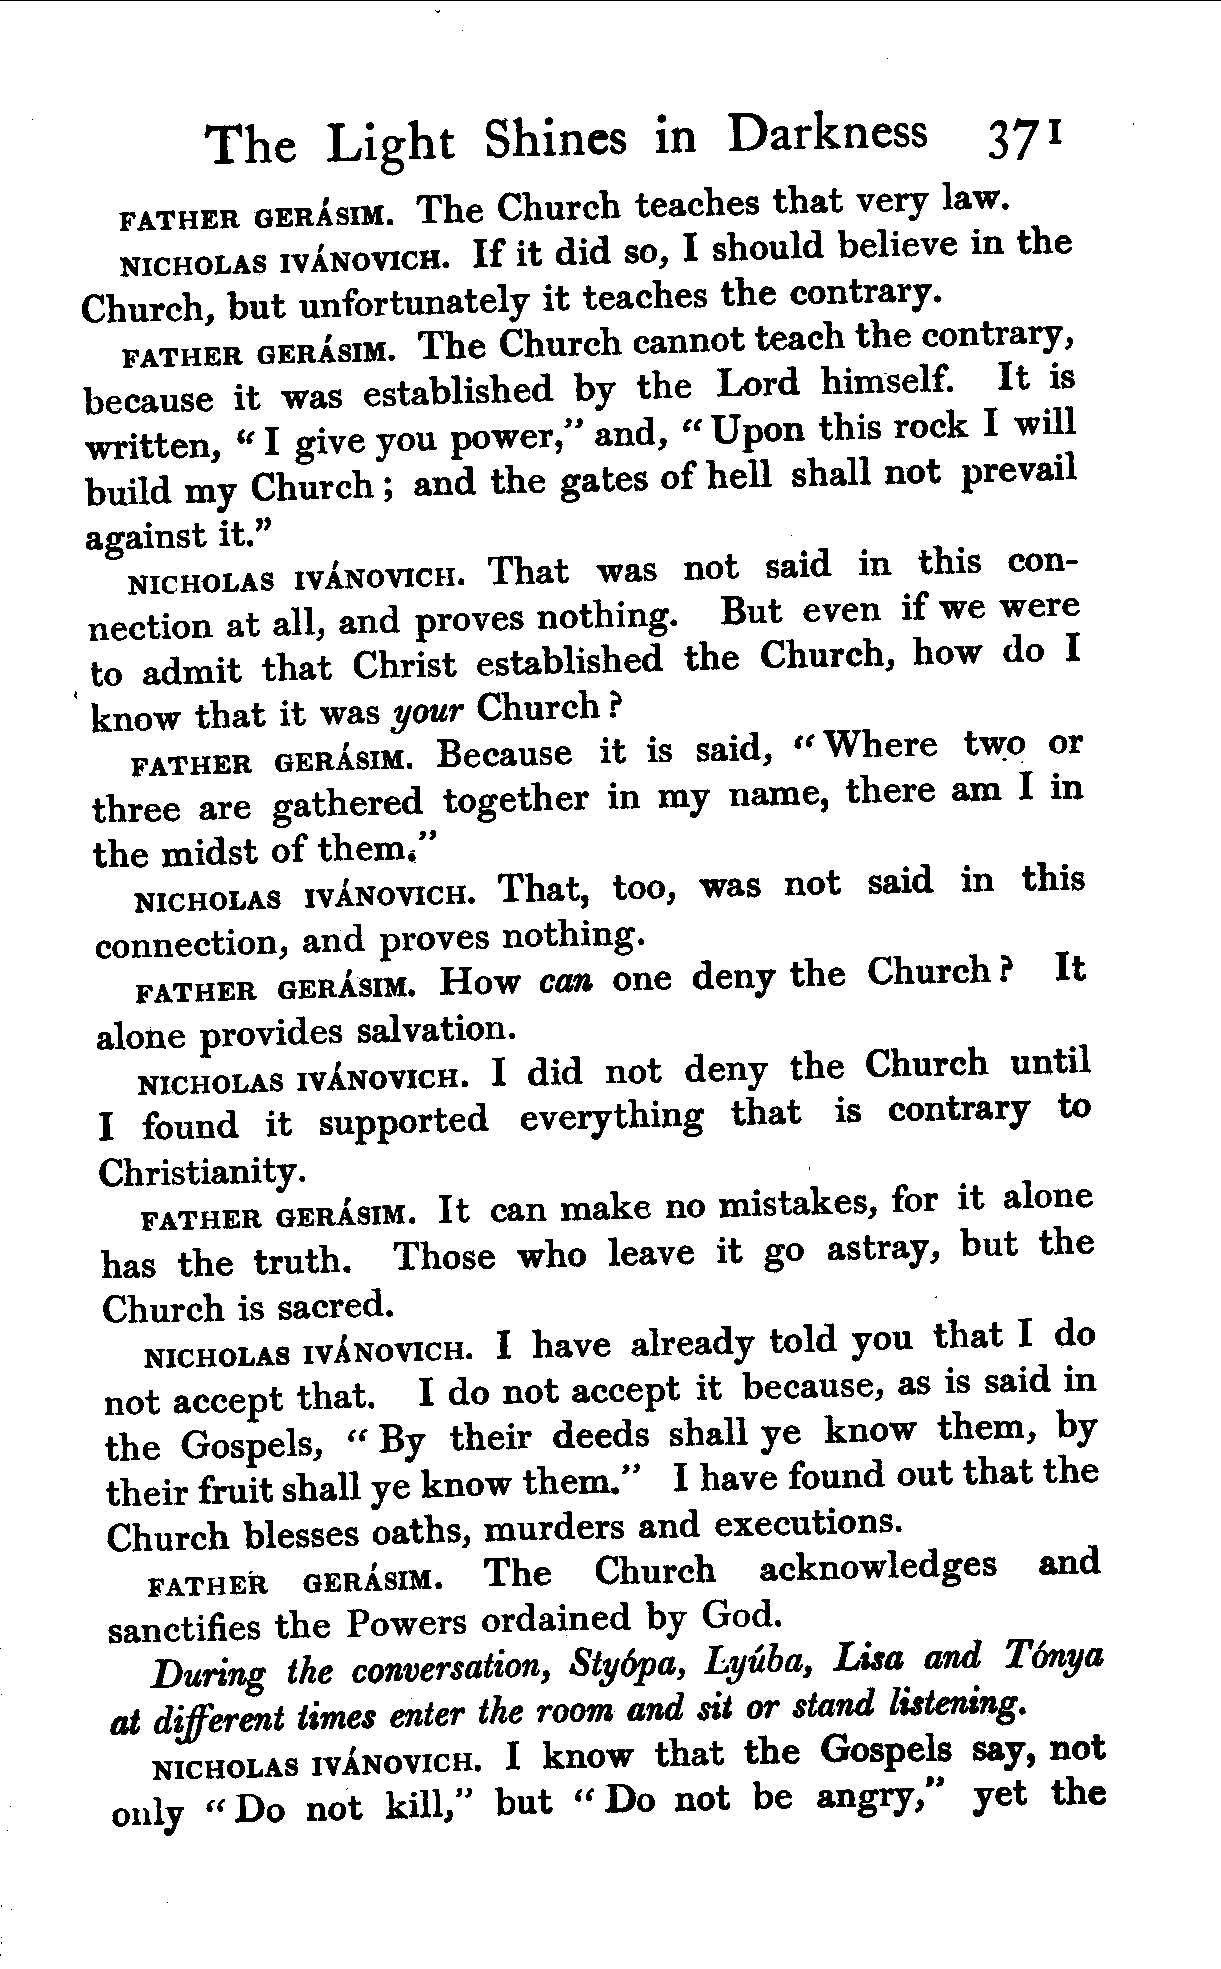 The Light Shines in Darkness 371
FATHER GERÁSIM. The Church teaches that very law.
NICHOLAS IVÁNOVICH. If it did so, I should believe in the
Church, but unfortunately it teaches the contrary.
FATHER GERÁSIM. The Church cannot teach the contrary,
because it was established by the Lord himself. It is
written, “I give you power,” and, “Upon this rock I will
build my Church; and the gates of hell shall not prevail
against it.”
NICHOLAS IVÁNOVICH. That was not said in this con-
nection at all, and proves nothing. But even if we were
to admit that Christ established the Church, how do I
know that it was your Church?
FATHER GERÁSIM. Because it is said, “Where two or
three are gathered together in my name, there am I in
the midst of them.”
NICHOLAS IVÁNOVICH. That, too, was not said in this
connection, and proves nothing.
FATHER GERÁSIM. How can one deny the Church? It
alone provides salvation.
NICHOLAS IVÁNOVICH. I did not deny the Church until
I found it supported everything that is contrary to
Christianity.
FATHER GERÁSIM. It can make no mistakes, for it alone
has the truth. Those who leave it go astray, but the
Church is sacred.
NICHOLAS IVÁNOVICH. I have already told you that I do
not accept that. I do not accept it because, as is said in
the Gospels, “By their deeds shall ye know them, by
their fruit shall ye know them.” I have found out that the
Church blesses oaths, murders and executions.
FATHER GERÁSIM. The Church acknowledges and
sanctifies the Powers ordained by God.
During the conversation, Styópa, Lyúba, Lisa and Tónya
at different times enter the room and sit or stand listening.
NICHOLAS IVÁNOVICH. I know that the Gospels say, not
only “Do not kill,” but “Do not be angry,” yet the